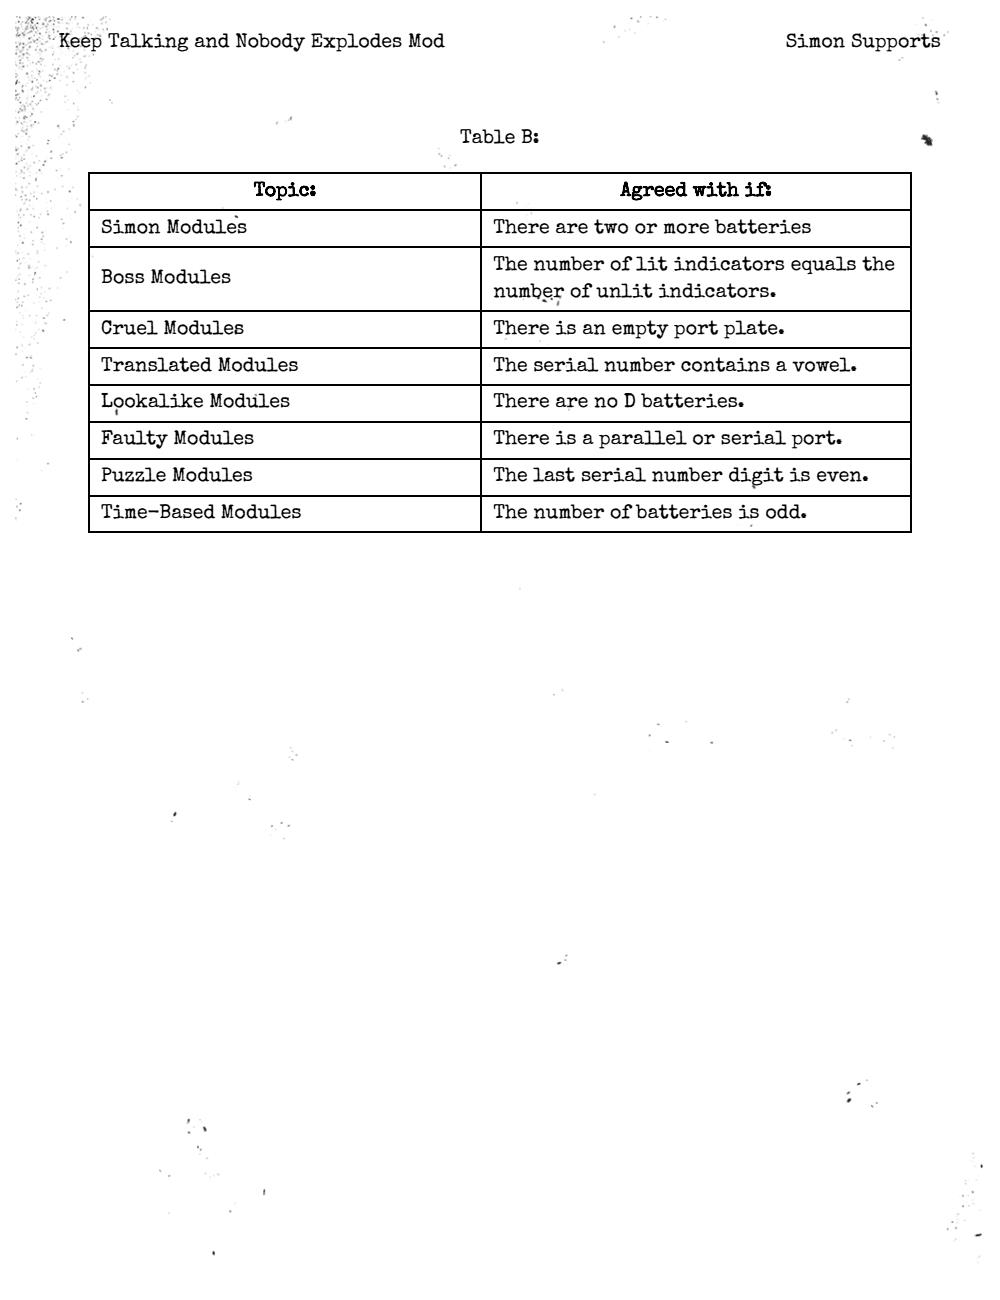 Keep Talking and Nobody Explodes Mod Simon Supports
Table B:
Topic: Agreed with if:
Simon Modules There are two or more batteries
Boss Modules The number of lit indicators equals the
number of unlit indicators.
Cruel Modules There is an empty port plate.
Translated Modules The serial number contains a vowel.
Lookalike Modules There are no D batteries.
Faulty Modules There is a parallel or serial port.
Puzzle Modules The last serial number digit is even.
Time-Based Modules The number of batteries is odd.